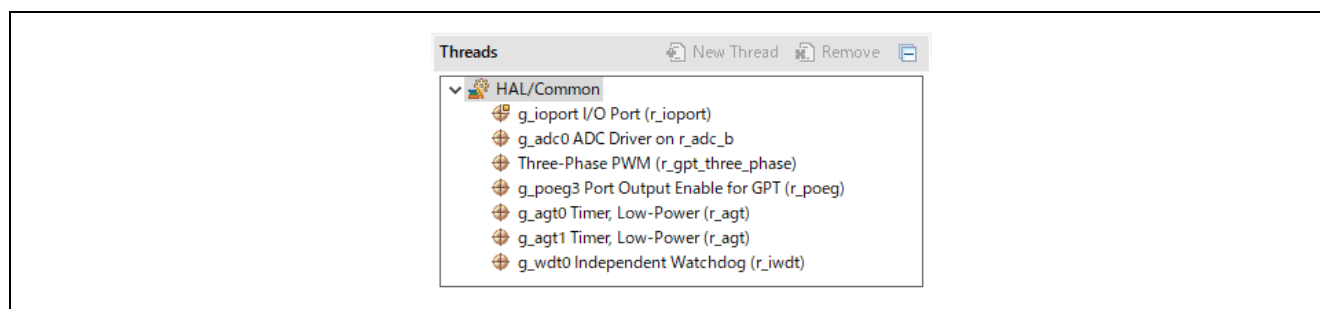 Threads New Thread Remove
HAL/Common
g_ioport I/O Port (r_ioport)
g_adc0 ADC Driver on r_adc_b
Three-Phase PWM (r_gpt_three_phase)
g_poeg3 Port Output Enable for GPT (r_poeg)
g_agt0 Timer, Low-Power (r_agt)
g_agt1 Timer, Low-Power (r_agt)
g_wdt0 Independent Watchdog (r_iwdt)